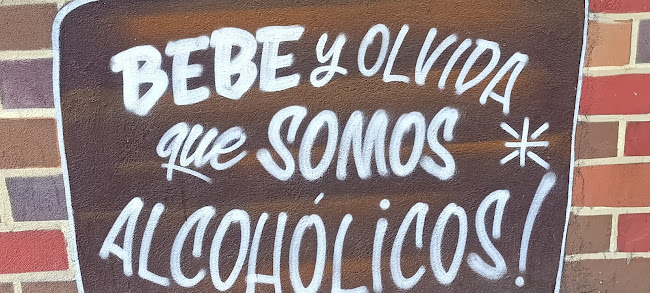 BEBE y OLVIDA
que SOMOS *
ALCOHÓLiCOS!